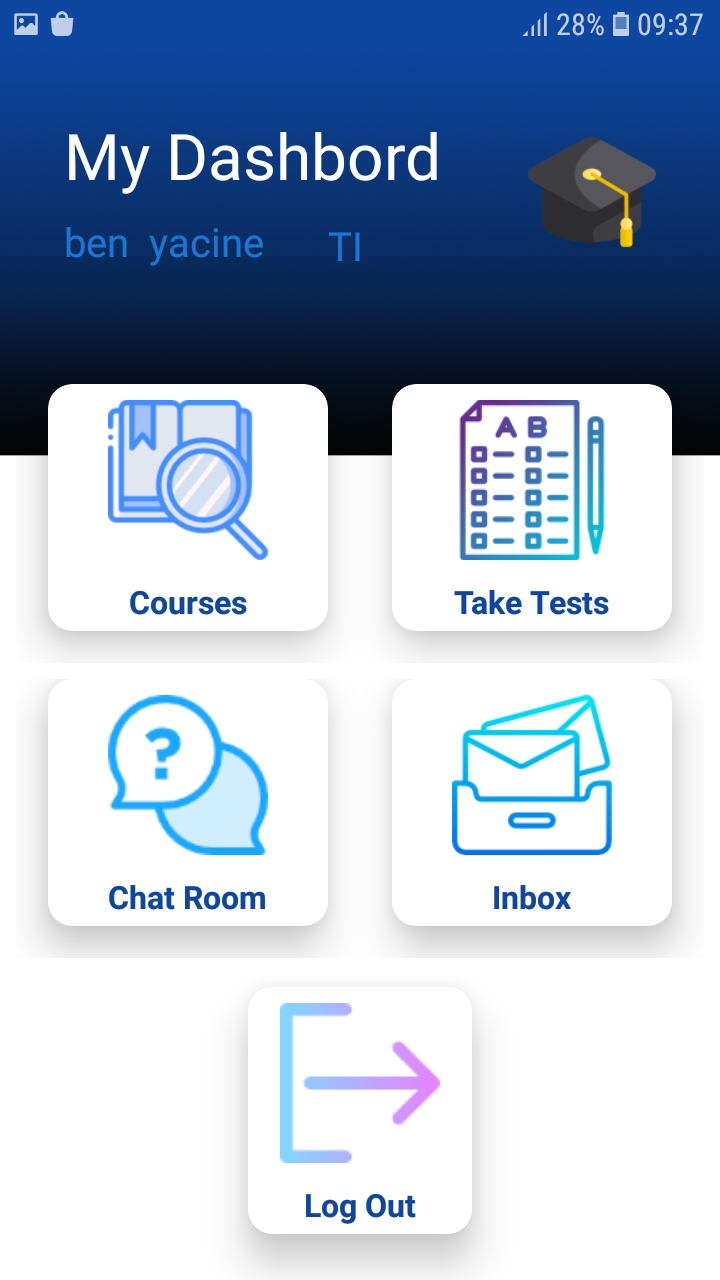 28% 09:37
My Dashbord
ben yacine TI
A B
Courses
Take Tests
?
Chat Room
Inbox
Log Out